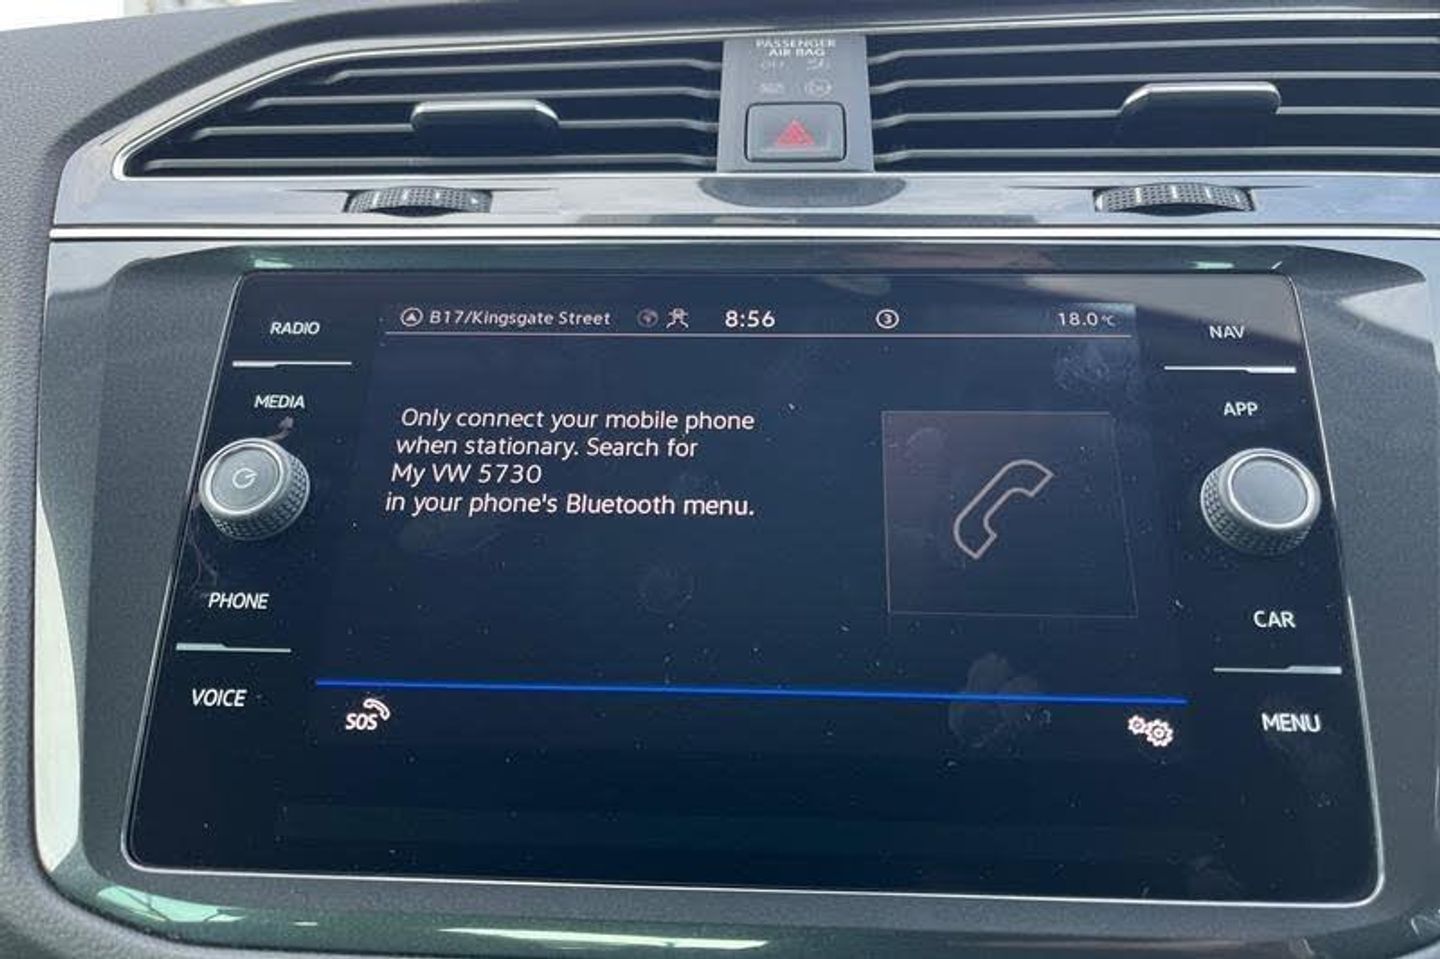 PASSENGER
AIR BAG
RADIO
B17/Kingsgate Street
8:56
3
18.0°C
NAV
MEDIA
APP
Only connect your mobile phone
when stationary. Search for
My VW 5730
in your phone's Bluetooth menu.
PHONE
CAR
VOICE
SOS
MENU